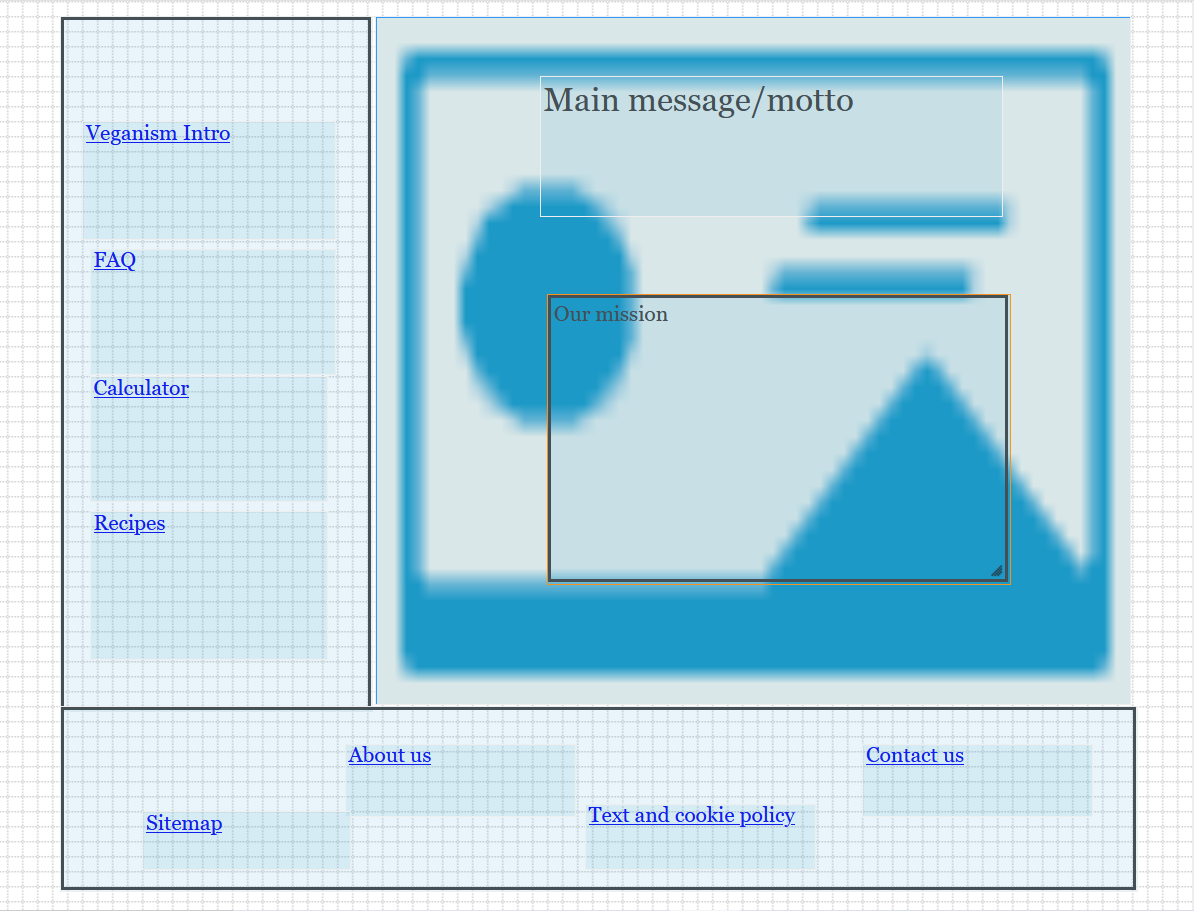 Main message/motto
Veganism Intro
FAQ
Our mission
Calculator
Recipes
About us
Contact us
Text and cookie policy
Sitemap